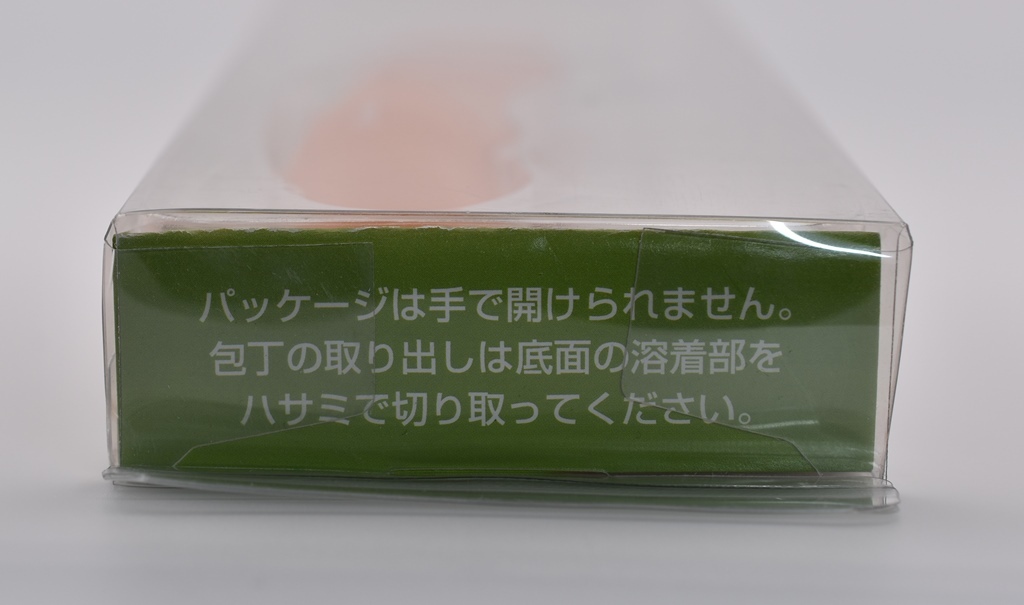 パッケージは手で開けられません。
包丁の取り出しは底面の溶着部を
ハサミで切り取ってください。